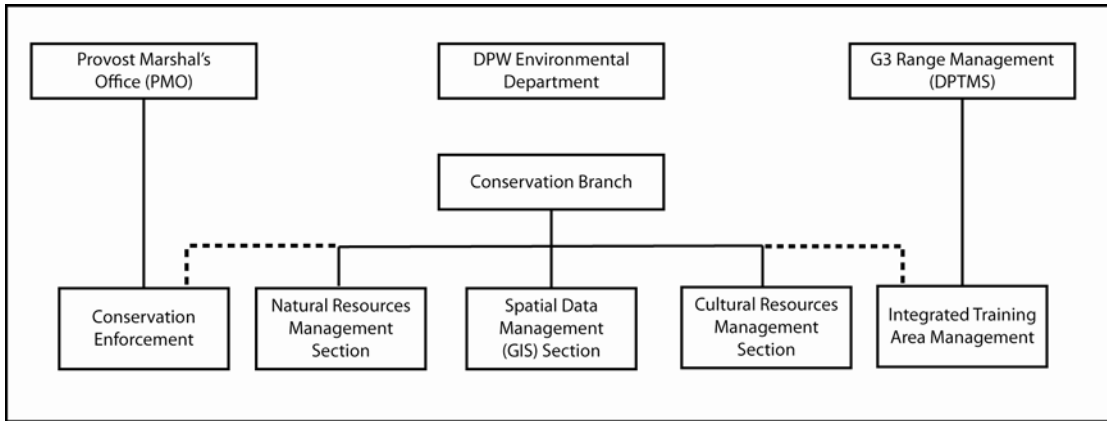 Provost Marshal's
Office (PMO)
DPW Environmental
Department
G3 Range Management
(DPTMS)
Conservation Branch
Conservation
Enforcement
Natural Resources
Management
Section
Spatial Data
Management
(GIS) Section
Cultural Resources
Management
Section
Integrated Training
Area Management